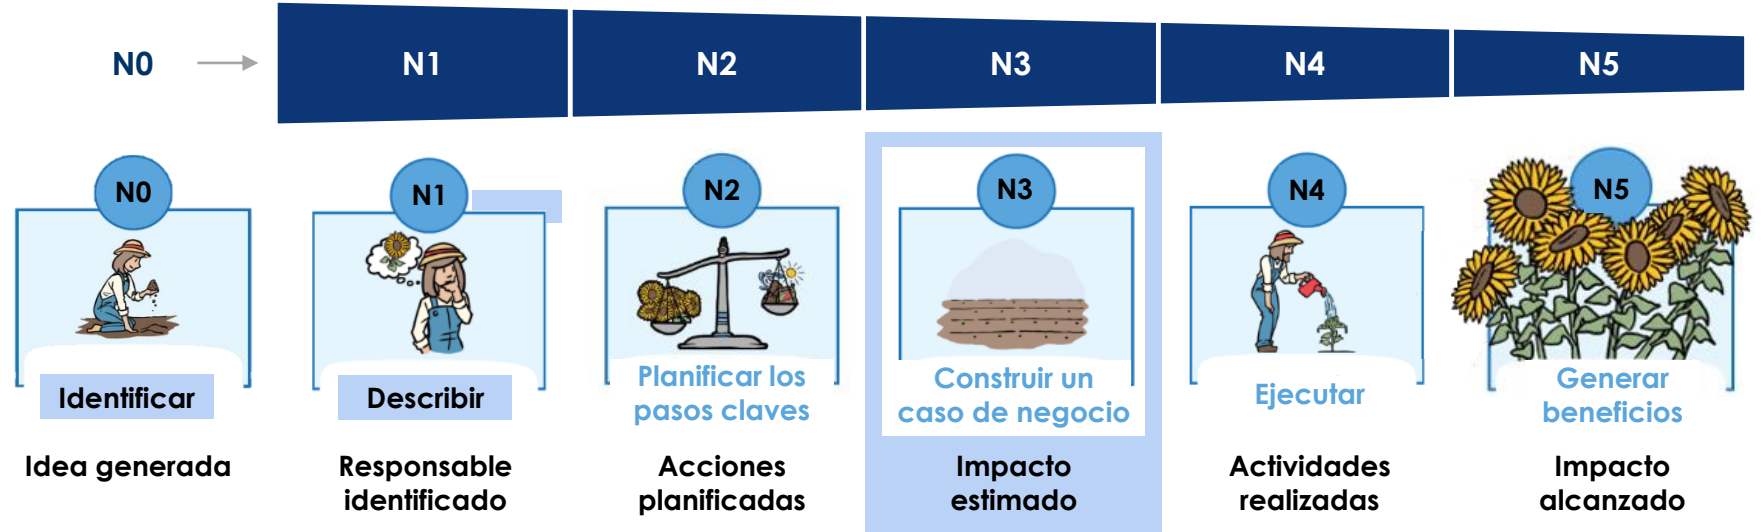 N0
N1
N2
N3
N4
N5
N0
N1
N2
N3
N4
N5
Identificar
Describir
Planificar los
pasos claves
Construir un
caso de negocio
Ejecutar
Generar
beneficios
Idea generada
Responsable
identificado
Acciones
planificadas
Impacto
estimado
Actividades
realizadas
Impacto
alcanzado